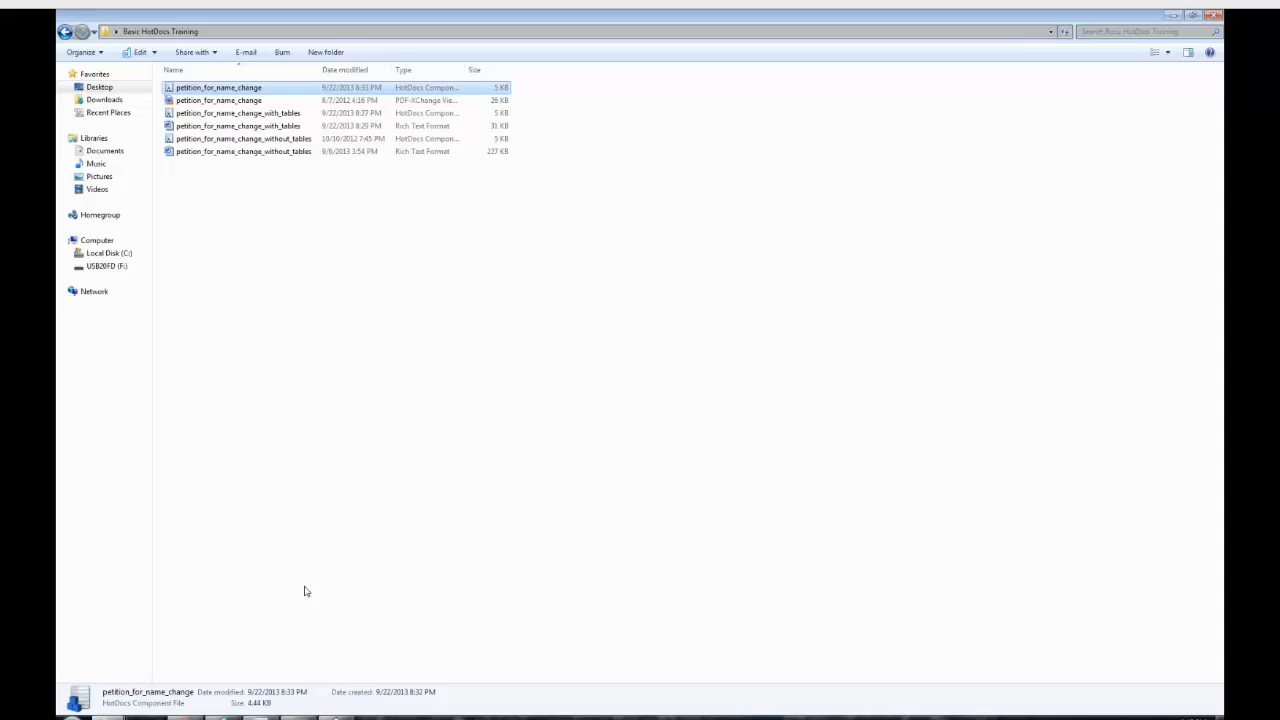 Basic HotDocs Training
Search Basic HotDocs Training
Organize Edit Share with E-mail Burn New folder
Name Date modified Type Size
Favorites
Desktop
Downloads
Recent Places
Libraries
Documents
Music
Pictures
Videos
Homegroup
Computer
Local Disk (C:)
USB20FD (F:)
Network
petition_for_name_change 9/22/2013 8:33 PM HotDocs Compon... 5 KB
petition_for_name_change 8/7/2012 4:16 PM PDF-XChange Vie... 26 KB
petition_for_name_change_with_tables 9/22/2013 8:27 PM HotDocs Compon... 5 KB
petition_for_name_change_with_tables 9/22/2013 8:29 PM Rich Text Format 31 KB
petition_for_name_change_without_tables 10/10/2012 7:45 PM HotDocs Compon... 5 KB
petition_for_name_change_without_tables 9/6/2013 3:54 PM Rich Text Format 227 KB
petition_for_name_change Date modified: 9/22/2013 8:33 PM Date created: 9/22/2013 8:32 PM
HotDocs Component File Size: 4.44 KB